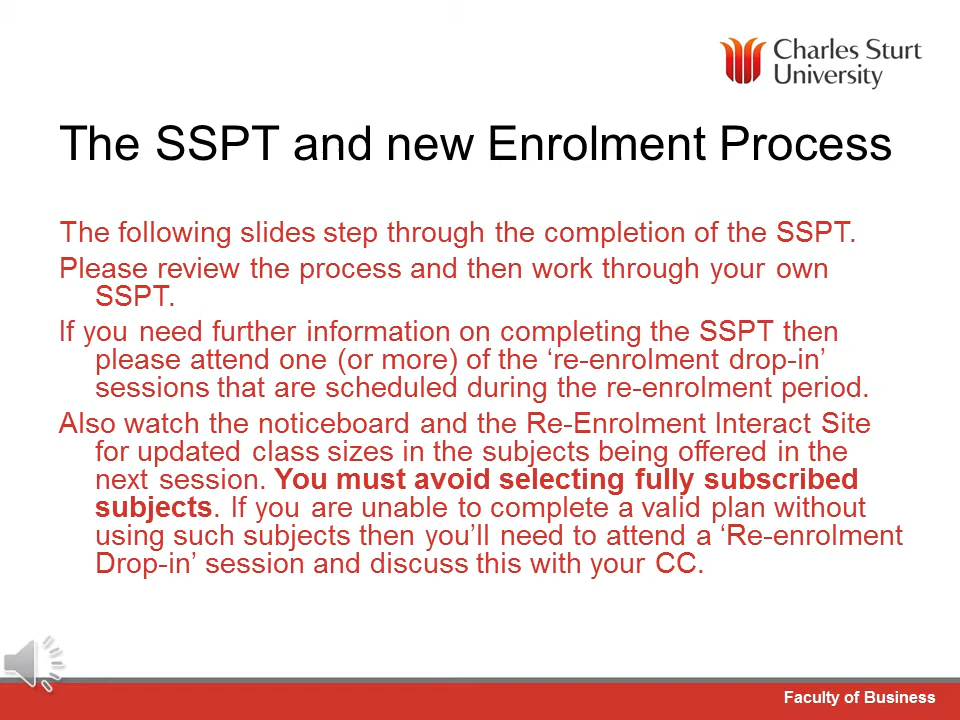 Charles Sturt
University
The SSPT and new Enrolment Process
The following slides step through the completion of the SSPT.
Please review the process and then work through your own
SSPT.
If you need further information on completing the SSPT then
please attend one (or more) of the ‘re-enrolment drop-in’
sessions that are scheduled during the re-enrolment period.
Also watch the noticeboard and the Re-Enrolment Interact Site
for updated class sizes in the subjects being offered in the
next session. You must avoid selecting fully subscribed
subjects. If you are unable to complete a valid plan without
using such subjects then you’ll need to attend a ‘Re-enrolment
Drop-in’ session and discuss this with your CC.
Faculty of Business